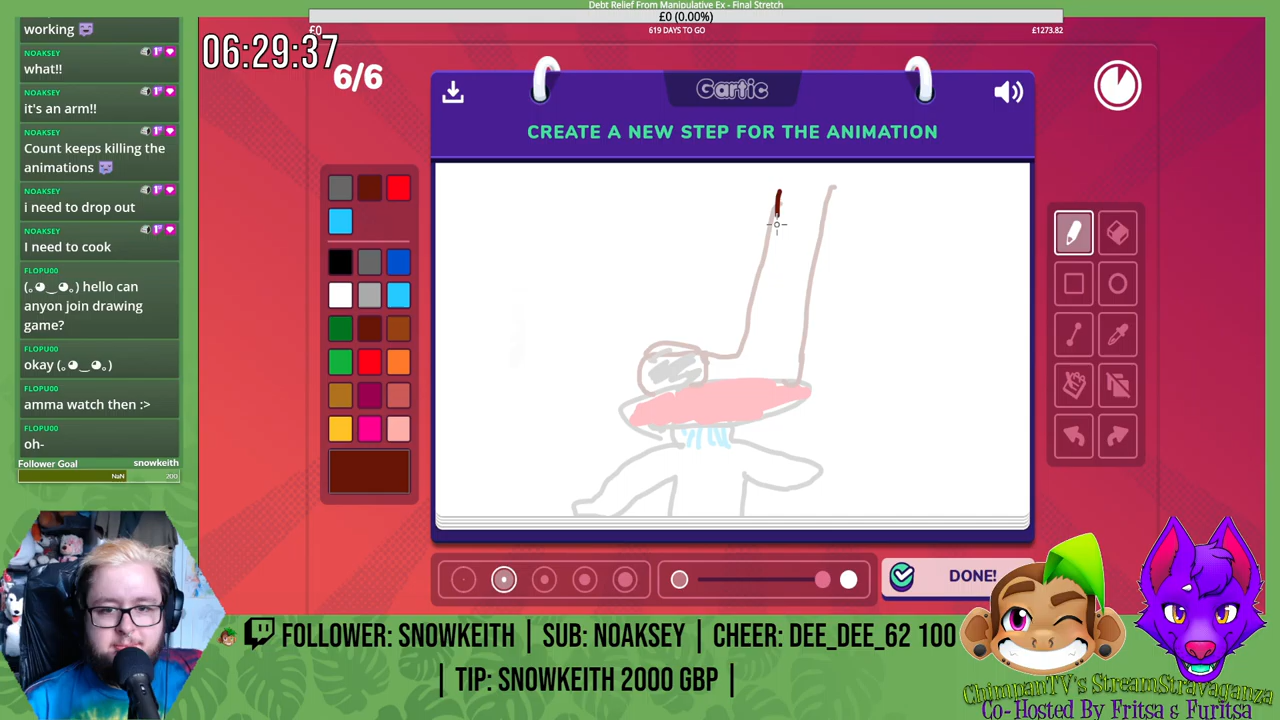 Debt Relief From Manipulative Ex - Final Stretch
£0 (0.00%)
£0
619 DAYS TO GO
£1273.82
06:29:37
working
NOAKSEY
what!!
NOAKSEY
it's an arm!!
NOAKSEY
Count keeps killing the
animations
NOAKSEY
i need to drop out
NOAKSEY
I need to cook
FLOPU00
(｡◕‿◕｡) hello can
anyon join drawing
game?
FLOPU00
okay (｡◕‿◕｡)
FLOPU00
amma watch then :>
FLOPU00
oh-
Follower Goal
snowkeith
NaN
200
6/6
Gartic
CREATE A NEW STEP FOR THE ANIMATION
DONE!
FOLLOWER: SNOWKEITH | SUB: NOAKSEY | CHEER: DEE_DEE_62 100
| TIP: SNOWKEITH 2000 GBP |
ChimpanTV's StreamStravaganza
Co-Hosted By Fritsa & Furitsa